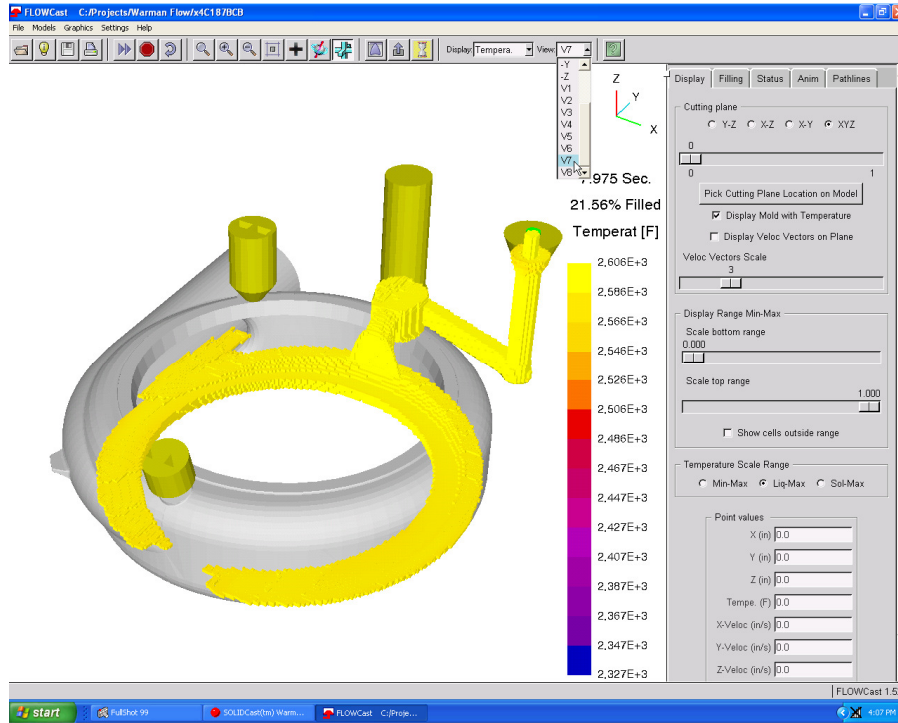 FLOWCast C:/Projects/Warman Flow/x4C187BCB
File Models Graphics Settings Help
Display: Tempera. View: V7
-Y
-Z
V1
V2
V3
V4
V5
V6
V7
V8
Z
Y
X
7.975 Sec.
21.56% Filled
Temperat [F]
2,606E+3
2,586E+3
2,566E+3
2,546E+3
2,526E+3
2,506E+3
2,486E+3
2,467E+3
2,447E+3
2,427E+3
2,407E+3
2,387E+3
2,367E+3
2,347E+3
2,327E+3
Display Filling Status Anim Pathlines
Cutting plane
Y-Z X-Z X-Y XYZ
0
0 1
Pick Cutting Plane Location on Model
Display Mold with Temperature
Display Veloc Vectors on Plane
Veloc Vectors Scale
3
Display Range Min-Max
Scale bottom range
0.000
Scale top range
1.000
Show cells outside range
Temperature Scale Range
Min-Max Liq-Max Sol-Max
Point values
X (in) 0.0
Y (in) 0.0
Z (in) 0.0
Tempe. (F) 0.0
X-Veloc (in/s) 0.0
Y-Veloc (in/s) 0.0
Z-Veloc (in/s) 0.0
FLOWCast 1.5
start FullShot 99 SOLIDCast(tm) Warm... FLOWCast C:/Proje... 4:07 PM